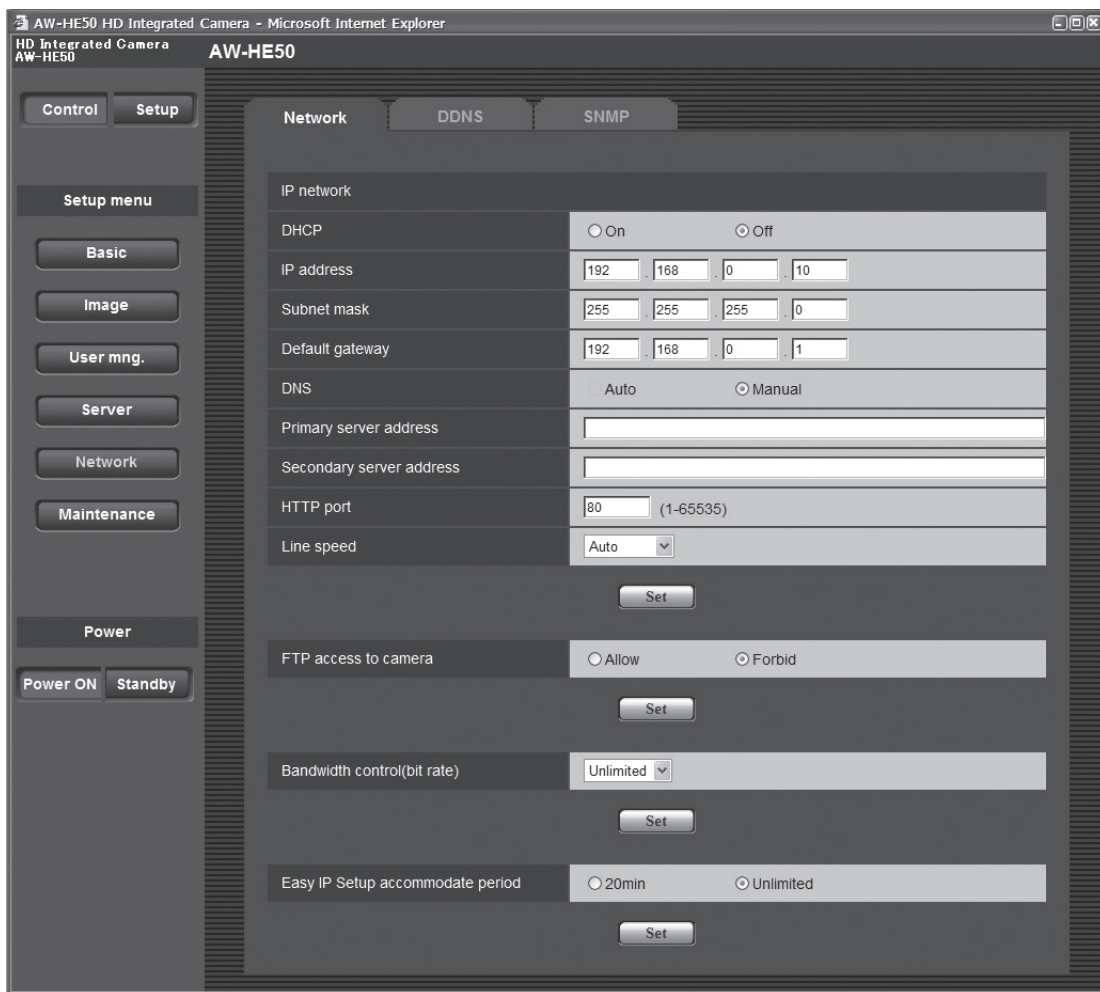 AW-HE50 HD Integrated Camera - Microsoft Internet Explorer
HD Integrated Camera
AW-HE50
AW-HE50
Control Setup
Setup menu
Basic
Image
User mng.
Server
Network
Maintenance
Power
Power ON Standby
Network DDNS SNMP
IP network
DHCP On Off
IP address 192 . 168 . 0 . 10
Subnet mask 255 . 255 . 255 . 0
Default gateway 192 . 168 . 0 . 1
DNS Auto Manual
Primary server address
Secondary server address
HTTP port 80 (1-65535)
Line speed Auto
Set
FTP access to camera Allow Forbid
Set
Bandwidth control(bit rate) Unlimited
Set
Easy IP Setup accommodate period 20min Unlimited
Set